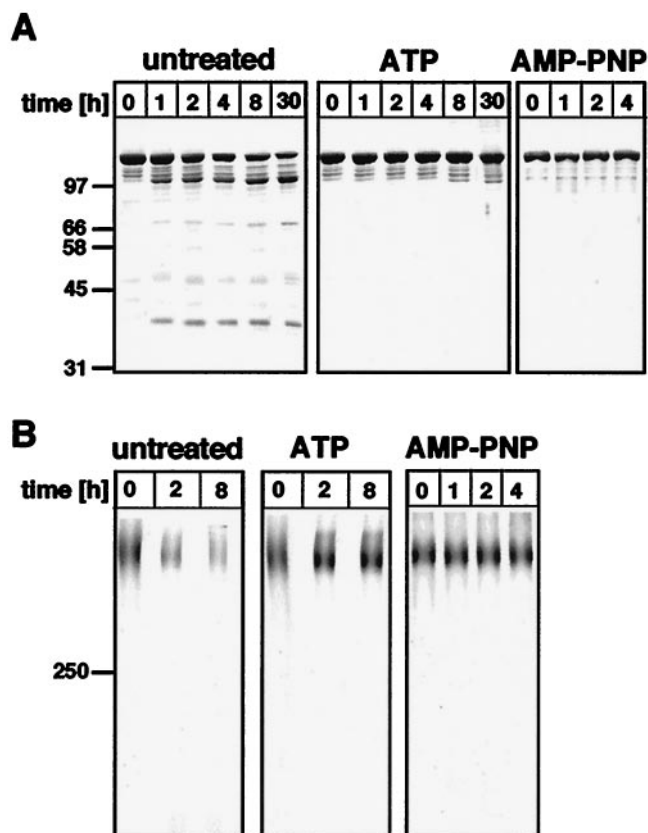 A
untreated ATP AMP-PNP
time [h] 0 1 2 4 8 30 0 1 2 4 8 30 0 1 2 4
97
66
58
45
31
B
untreated ATP AMP-PNP
time [h] 0 2 8 0 2 8 0 1 2 4
250